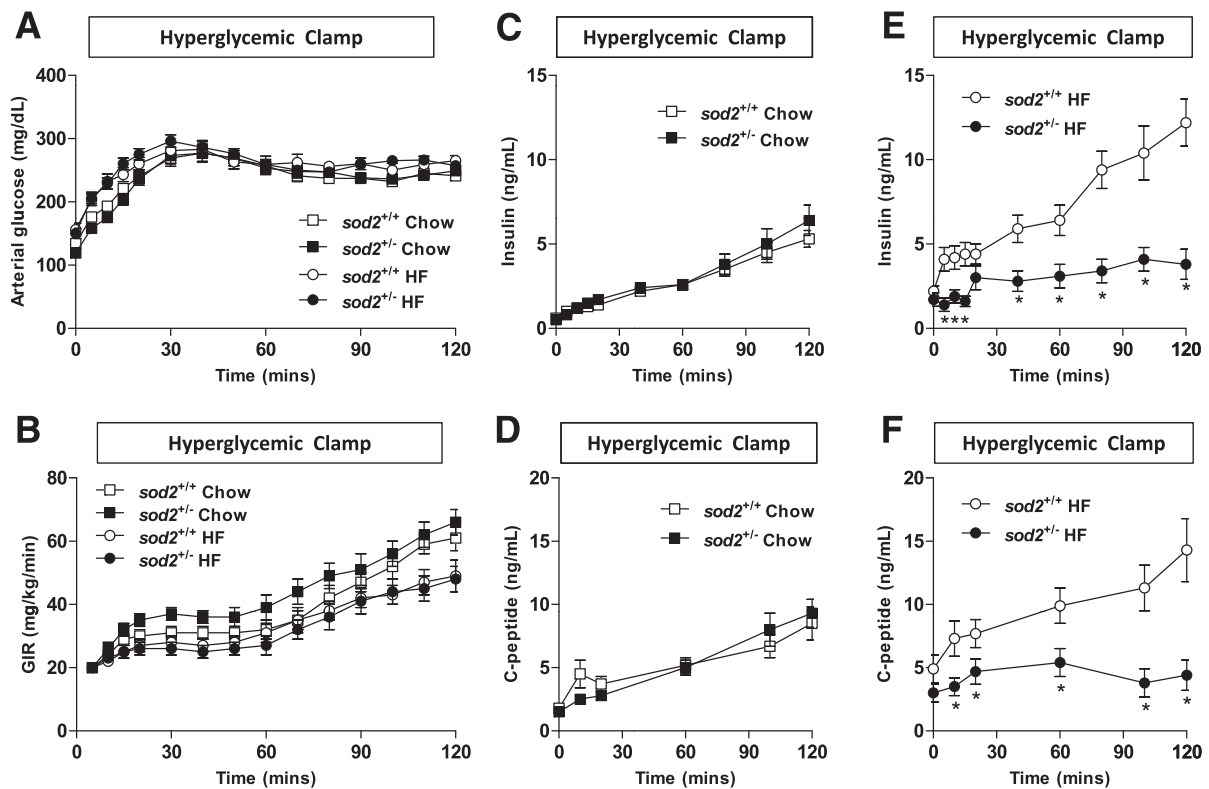 A
Hyperglycemic Clamp
Arterial glucose (mg/dL)
400
300
200
100
0
sod2+/+ Chow
sod2+/- Chow
sod2+/+ HF
sod2+/- HF
0 30 60 90 120
Time (mins)
C
Hyperglycemic Clamp
Insulin (ng/mL)
15
10
5
0
sod2+/+ Chow
sod2+/- Chow
0 30 60 90 120
Time (mins)
E
Hyperglycemic Clamp
Insulin (ng/mL)
15
10
5
0
sod2+/+ HF
sod2+/- HF
* * * * *
***
0 30 60 90 120
Time (mins)
B
Hyperglycemic Clamp
GIR (mg/kg/min)
80
60
40
20
0
sod2+/+ Chow
sod2+/- Chow
sod2+/+ HF
sod2+/- HF
0 30 60 90 120
Time (mins)
D
Hyperglycemic Clamp
C-peptide (ng/mL)
20
15
10
5
0
sod2+/+ Chow
sod2+/- Chow
0 30 60 90 120
Time (mins)
F
Hyperglycemic Clamp
C-peptide (ng/mL)
20
15
10
5
0
sod2+/+ HF
sod2+/- HF
* * * * *
0 30 60 90 120
Time (mins)